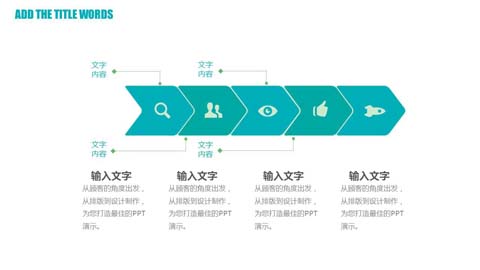 ADD THE TITLE WORDS
文字
内容
文字
内容
文字
内容
文字
内容
输入文字
从顾客的角度出发，
从排版到设计制作，
为您打造最佳的PPT
演示。
输入文字
从顾客的角度出发，
从排版到设计制作，
为您打造最佳的PPT
演示。
输入文字
从顾客的角度出发，
从排版到设计制作，
为您打造最佳的PPT
演示。
输入文字
从顾客的角度出发，
从排版到设计制作，
为您打造最佳的PPT
演示。